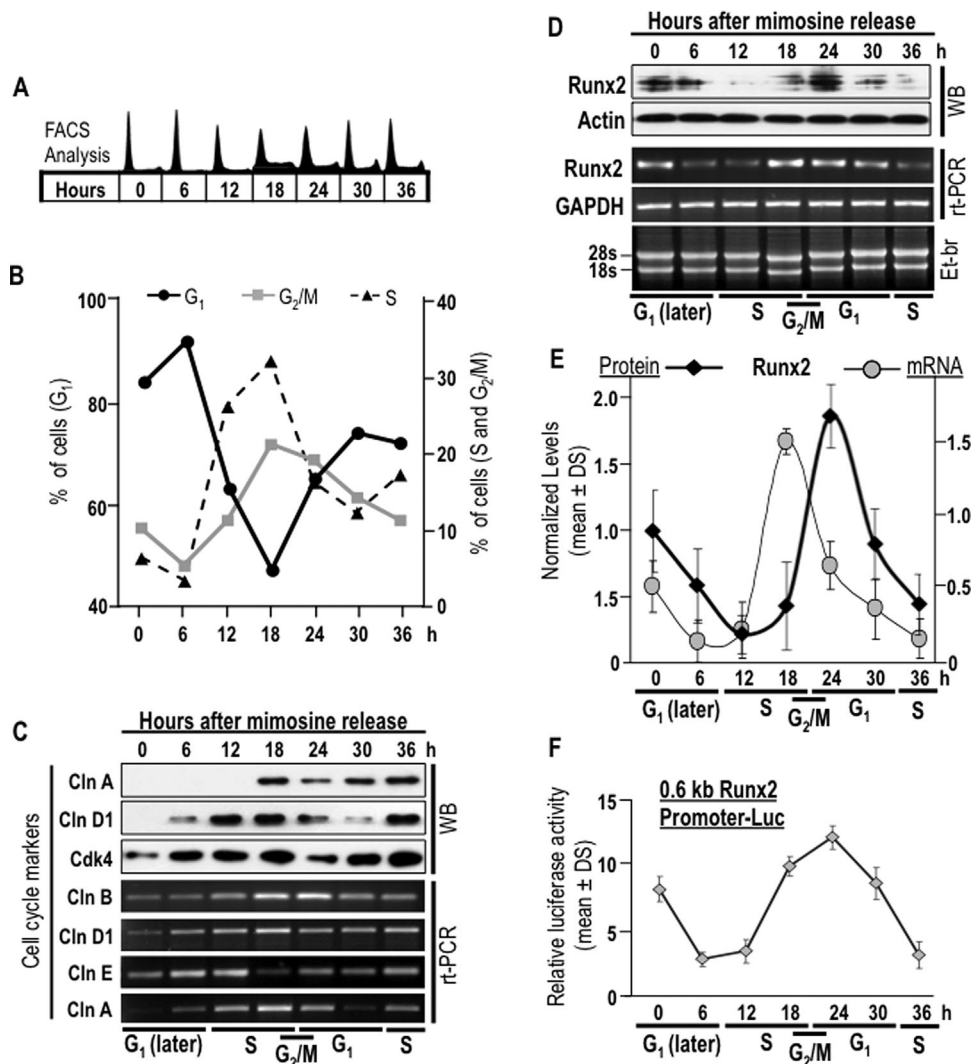 A
FACS
Analysis
Hours 0 6 12 18 24 30 36
B
G1 G2/M S
% of cells (G1)
100
80
60
40
% of cells (S and G2/M)
40
30
20
10
0
0 6 12 18 24 30 36 h
C
Hours after mimosine release
0 6 12 18 24 30 36 h
Cell cycle markers
Cln A
Cln D1
Cdk4
WB
Cln B
Cln D1
Cln E
Cln A
rt-PCR
G1 (later) S G2/M G1 S
D
Hours after mimosine release
0 6 12 18 24 30 36 h
Runx2
Actin
WB
Runx2
GAPDH
rt-PCR
28s
18s
Et-br
G1 (later) S G2/M G1 S
E
Protein Runx2 mRNA
Normalized Levels
(mean ± DS)
2.0
1.5
1.0
1.5
0
1.5
1.0
0.5
0
0 6 12 18 24 30 36 h
G1 (later) S G2/M G1 S
F
0.6 kb Runx2
Promoter-Luc
Relative luciferase activity
(mean ± DS)
15
10
5
0
0 6 12 18 24 30 36 h
G1 (later) S G2/M G1 S